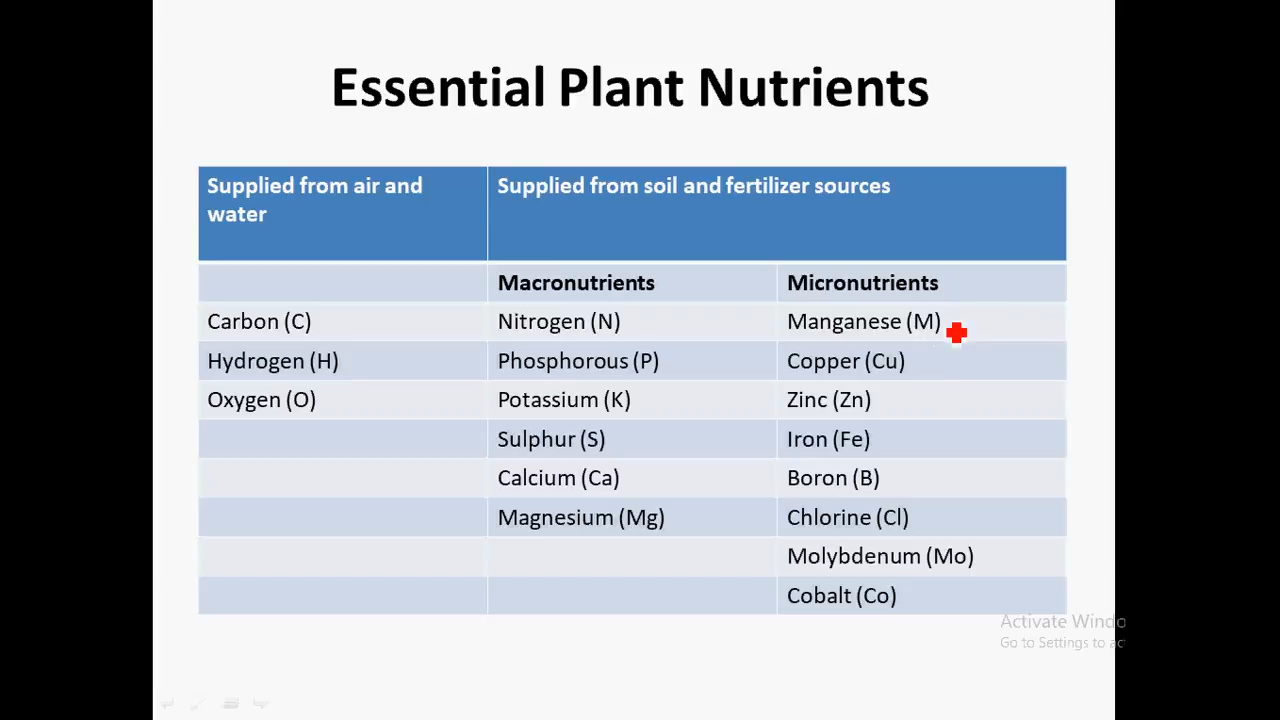 Essential Plant Nutrients
Supplied from air and
water
Supplied from soil and fertilizer sources
Macronutrients
Micronutrients
Carbon (C)
Nitrogen (N)
Manganese (M)
Hydrogen (H)
Phosphorous (P)
Copper (Cu)
Oxygen (O)
Potassium (K)
Zinc (Zn)
Sulphur (S)
Iron (Fe)
Calcium (Ca)
Boron (B)
Magnesium (Mg)
Chlorine (Cl)
Molybdenum (Mo)
Cobalt (Co)
Activate Windo
Go to Settings to ac